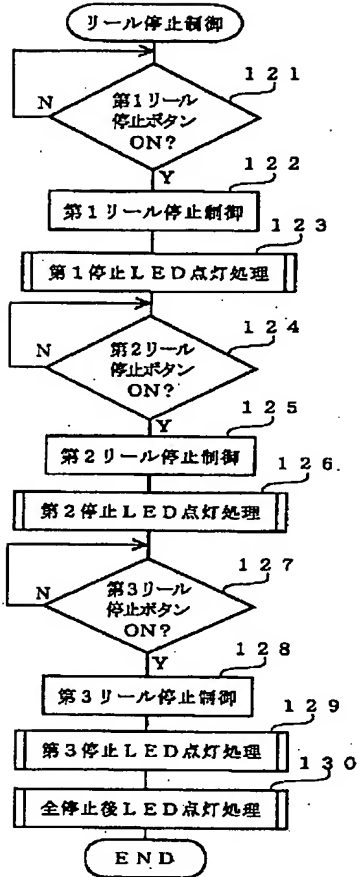 リール停止制御
121
N
第1リール
停止ボタン
ON?
Y
122
第1リール停止制御
123
第1停止LED点灯処理
124
N
第2リール
停止ボタン
ON?
Y
125
第2リール停止制御
126
第2停止LED点灯処理
127
N
第3リール
停止ボタン
ON?
Y
128
第3リール停止制御
129
第3停止LED点灯処理
130
全停止後LED点灯処理
END